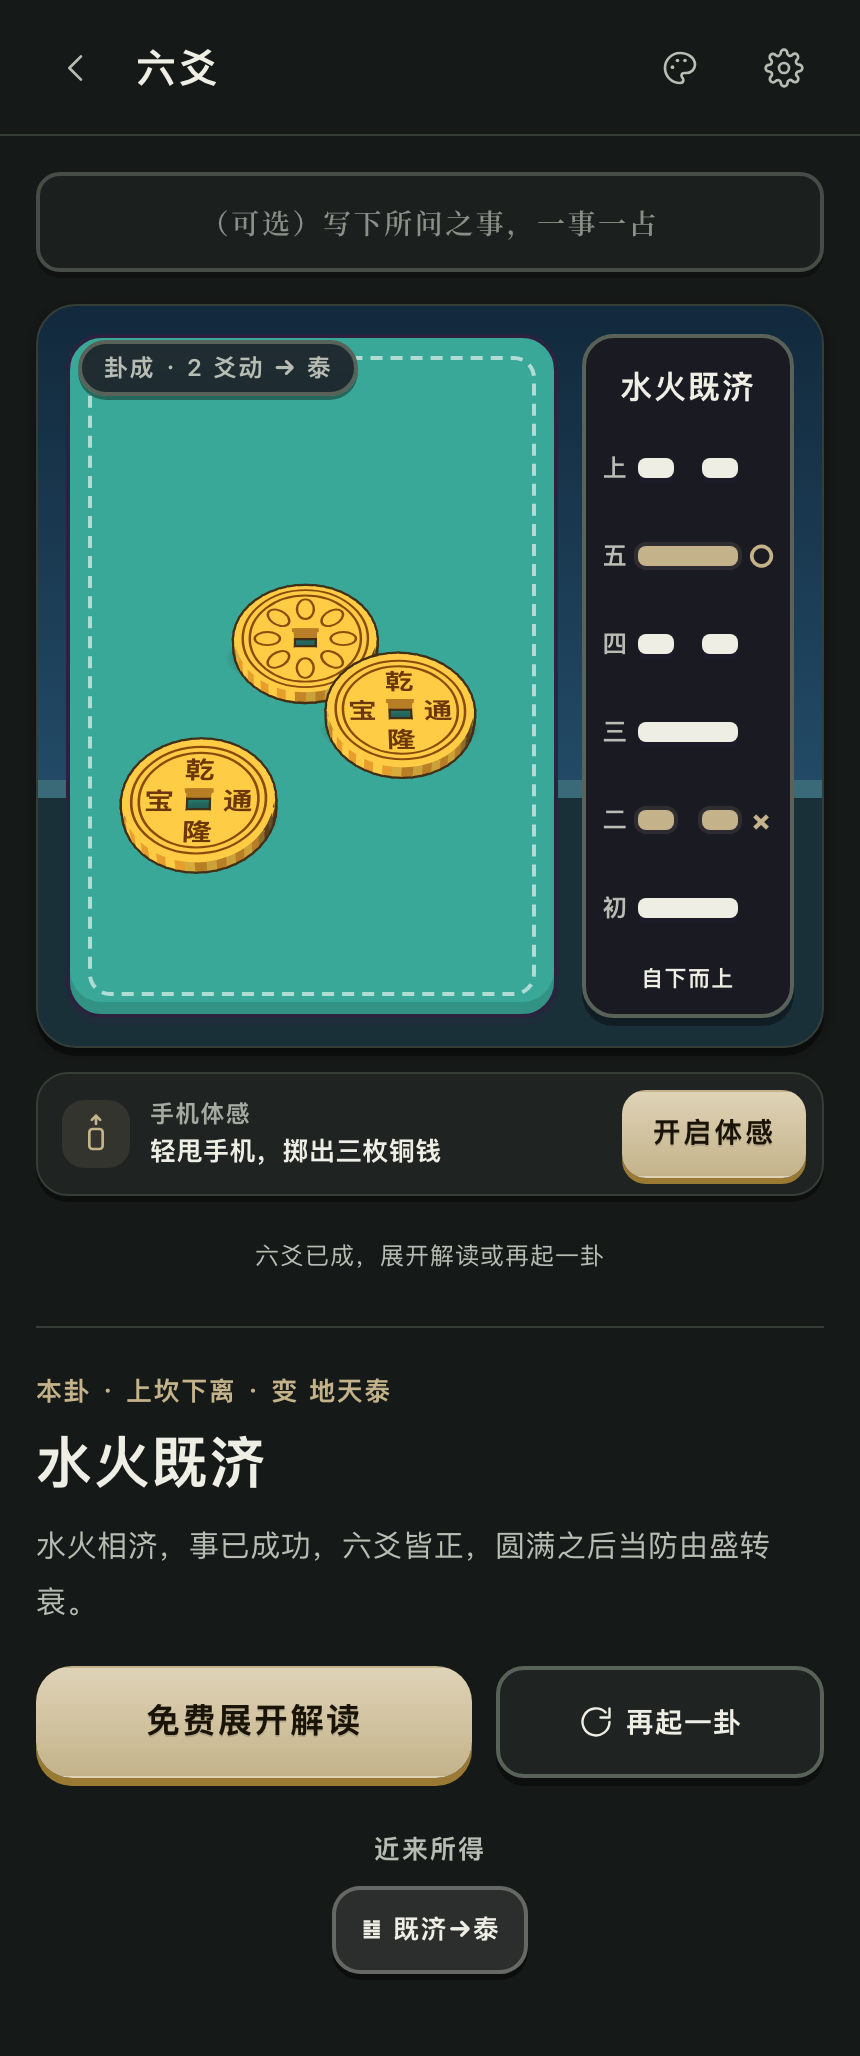 六爻
（可选）写下所问之事，一事一占
卦成 · 2 爻动 → 泰
乾
宝 通
隆
乾
宝 通
隆
水火既济
上
五
四
三
二
初
自下而上
手机体感
轻甩手机，掷出三枚铜钱
开启体感
六爻已成，展开解读或再起一卦
本卦 · 上坎下离 · 变 地天泰
水火既济
水火相济，事已成功，六爻皆正，圆满之后当防由盛转
衰。
免费展开解读
再起一卦
近来所得
䷾ 既济→泰